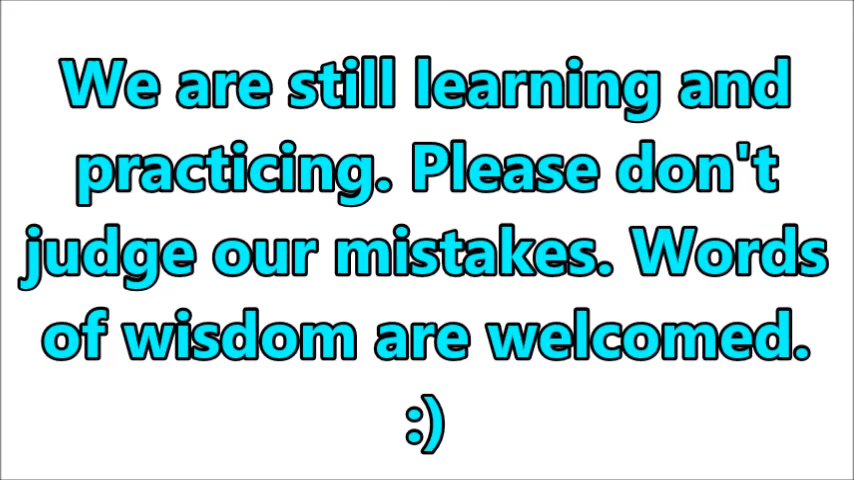 We are still learning and
practicing. Please don't
judge our mistakes. Words
of wisdom are welcomed.
:)